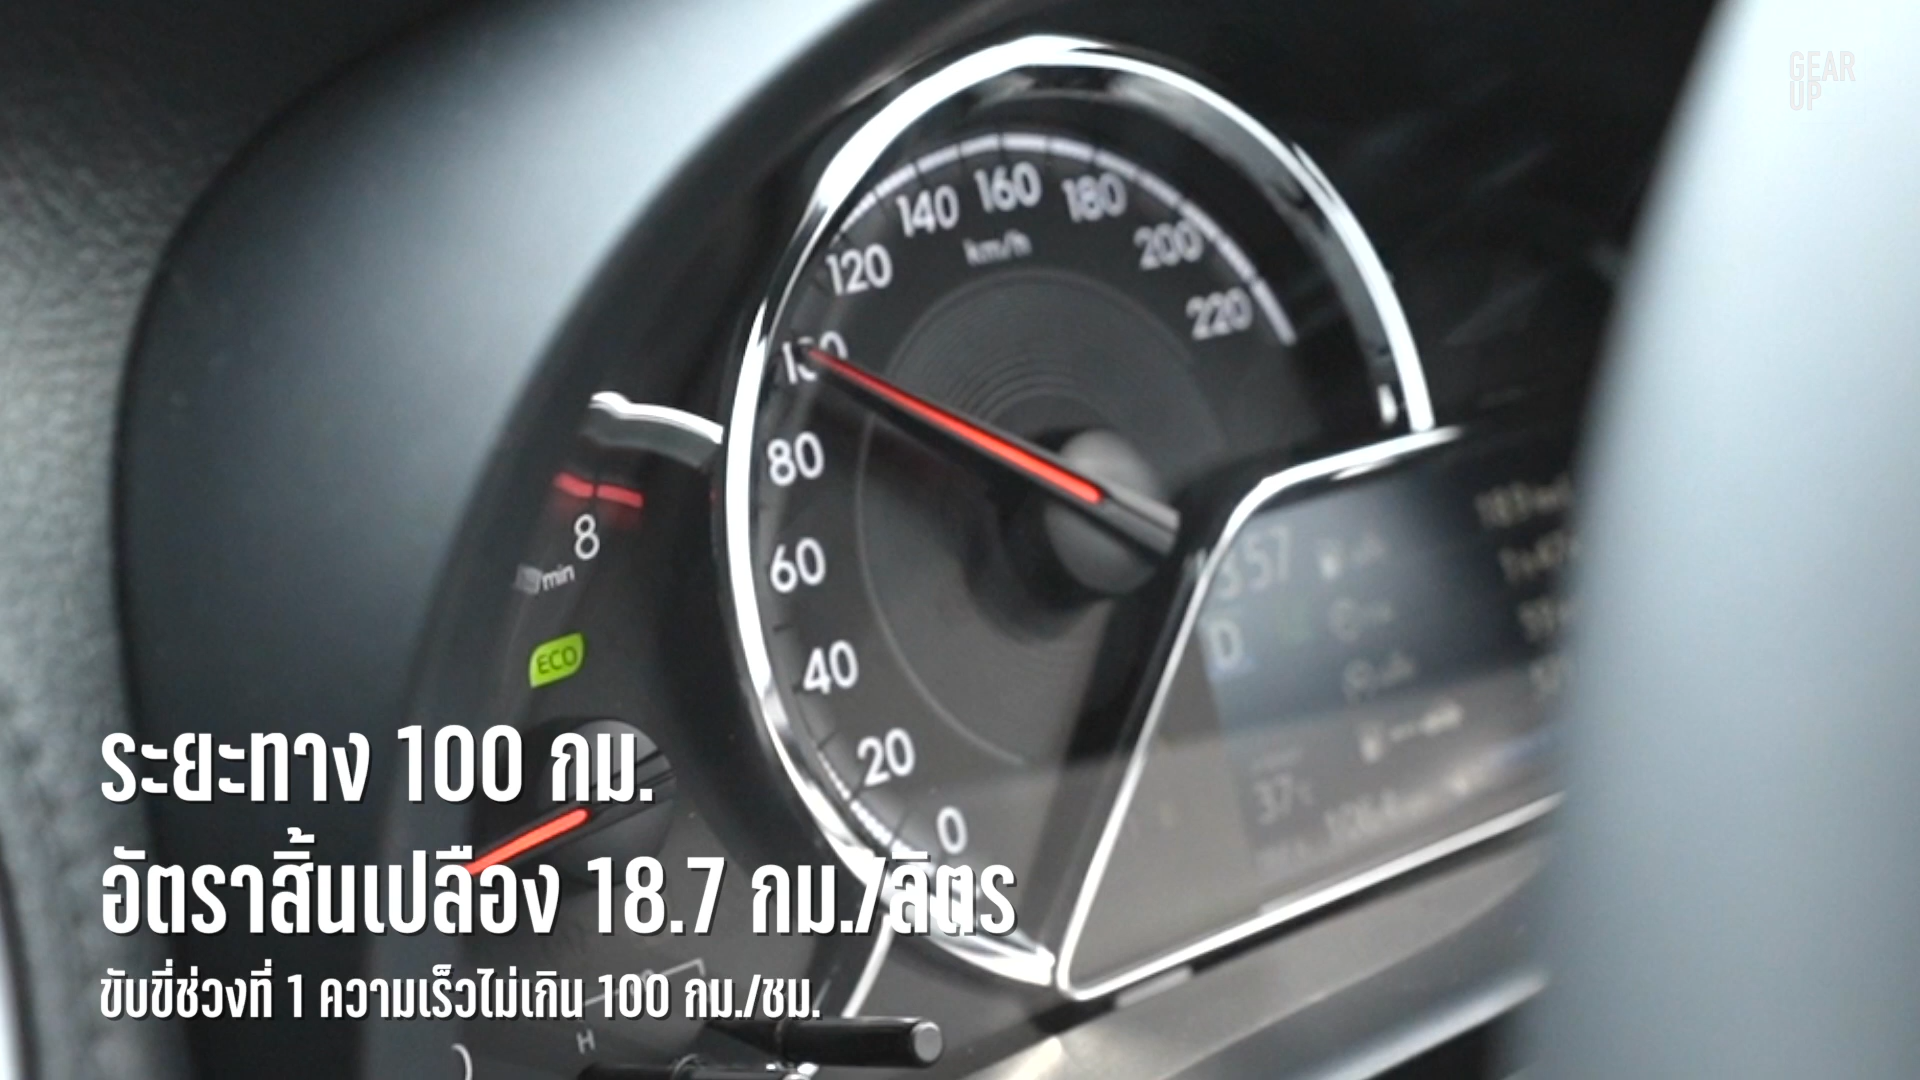 GEAR
UP
160
140
180
km/h
200
120
220
80
8
60
/min
ECO
D
40
20
0
37
ระยะทาง 100 กม.
อัตราสิ้นเปลือง 18.7 กม./ลิตร
ขับขี่ช่วงที่ 1 ความเร็วไม่เกิน 100 กม./ชม.
H